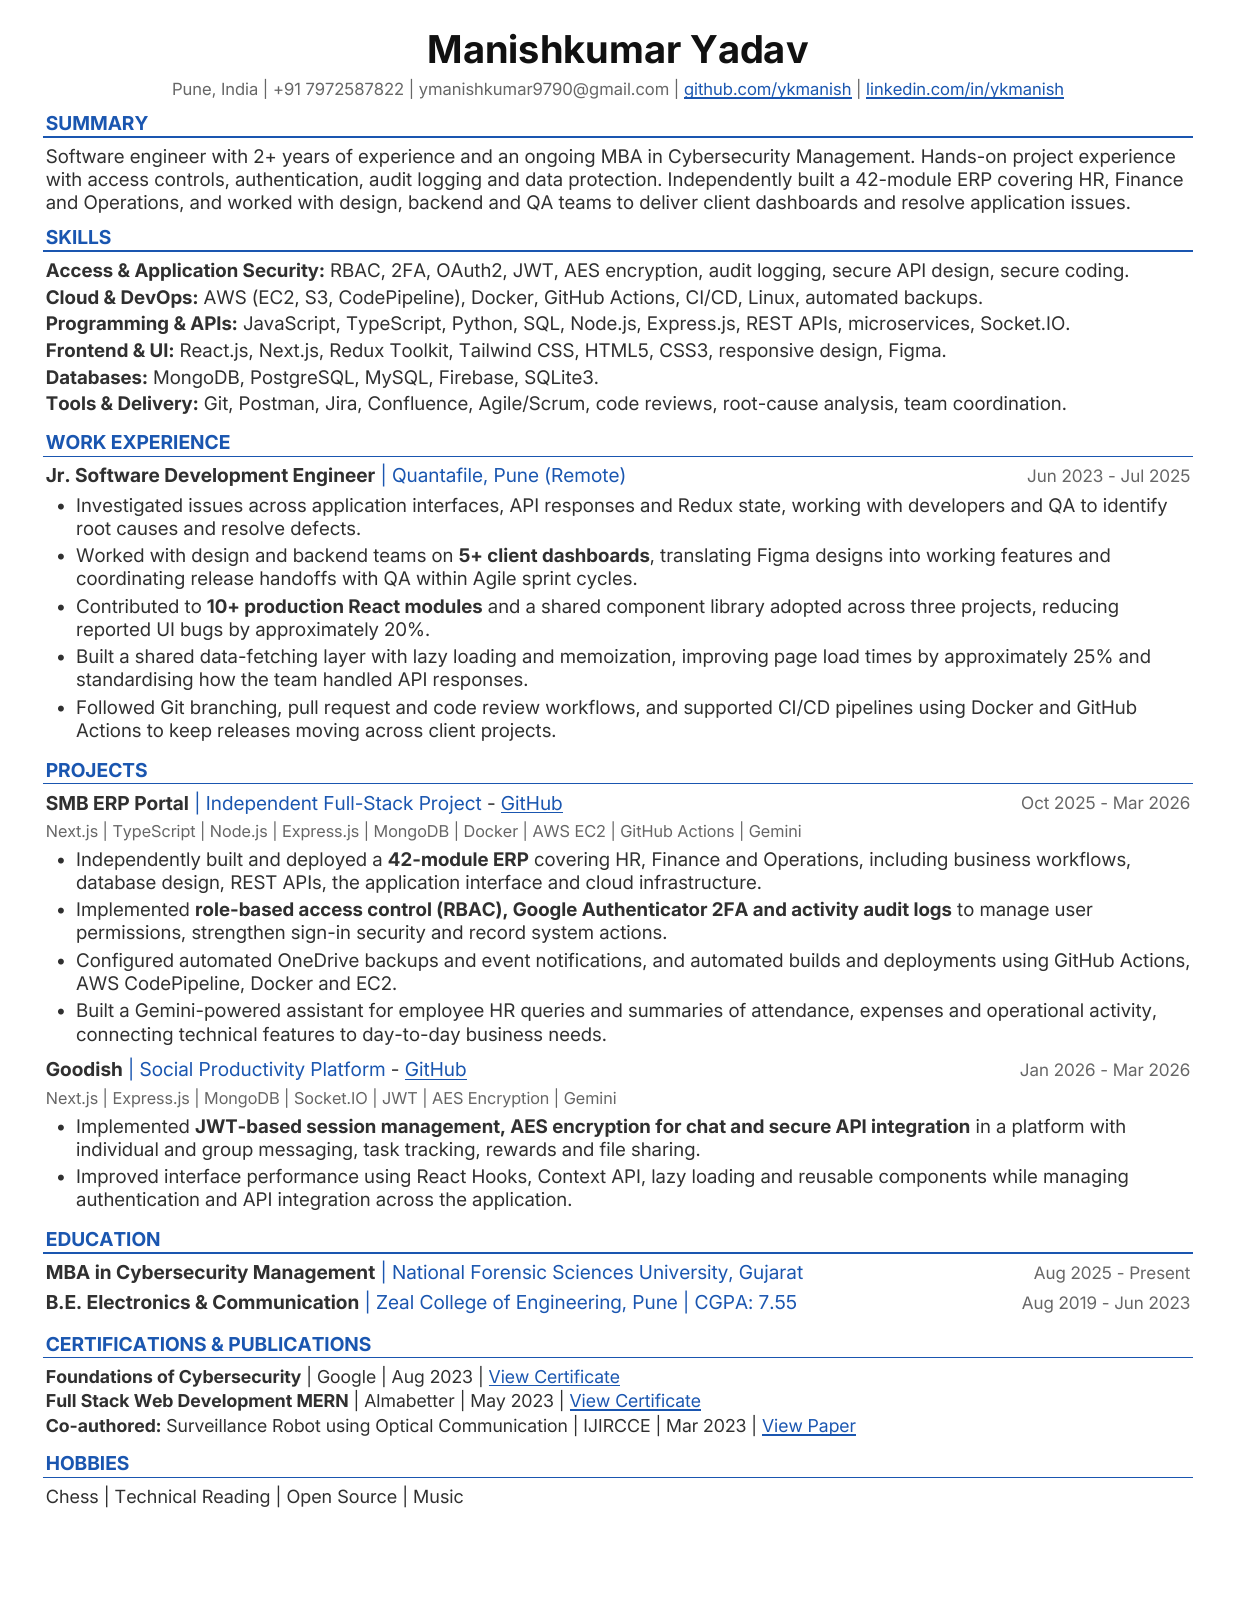 Manishkumar Yadav
Pune, India | +91 7972587822 | ymanishkumar9790@gmail.com | github.com/ykmanish | linkedin.com/in/ykmanish
SUMMARY
Software engineer with 2+ years of experience and an ongoing MBA in Cybersecurity Management. Hands-on project experience
with access controls, authentication, audit logging and data protection. Independently built a 42-module ERP covering HR, Finance
and Operations, and worked with design, backend and QA teams to deliver client dashboards and resolve application issues.
SKILLS
Access & Application Security: RBAC, 2FA, OAuth2, JWT, AES encryption, audit logging, secure API design, secure coding.
Cloud & DevOps: AWS (EC2, S3, CodePipeline), Docker, GitHub Actions, CI/CD, Linux, automated backups.
Programming & APIs: JavaScript, TypeScript, Python, SQL, Node.js, Express.js, REST APIs, microservices, Socket.IO.
Frontend & UI: React.js, Next.js, Redux Toolkit, Tailwind CSS, HTML5, CSS3, responsive design, Figma.
Databases: MongoDB, PostgreSQL, MySQL, Firebase, SQLite3.
Tools & Delivery: Git, Postman, Jira, Confluence, Agile/Scrum, code reviews, root-cause analysis, team coordination.
WORK EXPERIENCE
Jr. Software Development Engineer | Quantafile, Pune (Remote) Jun 2023 - Jul 2025
• Investigated issues across application interfaces, API responses and Redux state, working with developers and QA to identify
root causes and resolve defects.
• Worked with design and backend teams on 5+ client dashboards, translating Figma designs into working features and
coordinating release handoffs with QA within Agile sprint cycles.
• Contributed to 10+ production React modules and a shared component library adopted across three projects, reducing
reported UI bugs by approximately 20%.
• Built a shared data-fetching layer with lazy loading and memoization, improving page load times by approximately 25% and
standardising how the team handled API responses.
• Followed Git branching, pull request and code review workflows, and supported CI/CD pipelines using Docker and GitHub
Actions to keep releases moving across client projects.
PROJECTS
SMB ERP Portal | Independent Full-Stack Project - GitHub Oct 2025 - Mar 2026
Next.js | TypeScript | Node.js | Express.js | MongoDB | Docker | AWS EC2 | GitHub Actions | Gemini
• Independently built and deployed a 42-module ERP covering HR, Finance and Operations, including business workflows,
database design, REST APIs, the application interface and cloud infrastructure.
• Implemented role-based access control (RBAC), Google Authenticator 2FA and activity audit logs to manage user
permissions, strengthen sign-in security and record system actions.
• Configured automated OneDrive backups and event notifications, and automated builds and deployments using GitHub Actions,
AWS CodePipeline, Docker and EC2.
• Built a Gemini-powered assistant for employee HR queries and summaries of attendance, expenses and operational activity,
connecting technical features to day-to-day business needs.
Goodish | Social Productivity Platform - GitHub Jan 2026 - Mar 2026
Next.js | Express.js | MongoDB | Socket.IO | JWT | AES Encryption | Gemini
• Implemented JWT-based session management, AES encryption for chat and secure API integration in a platform with
individual and group messaging, task tracking, rewards and file sharing.
• Improved interface performance using React Hooks, Context API, lazy loading and reusable components while managing
authentication and API integration across the application.
EDUCATION
MBA in Cybersecurity Management | National Forensic Sciences University, Gujarat Aug 2025 - Present
B.E. Electronics & Communication | Zeal College of Engineering, Pune | CGPA: 7.55 Aug 2019 - Jun 2023
CERTIFICATIONS & PUBLICATIONS
Foundations of Cybersecurity | Google | Aug 2023 | View Certificate
Full Stack Web Development MERN | Almabetter | May 2023 | View Certificate
Co-authored: Surveillance Robot using Optical Communication | IJIRCCE | Mar 2023 | View Paper
HOBBIES
Chess | Technical Reading | Open Source | Music